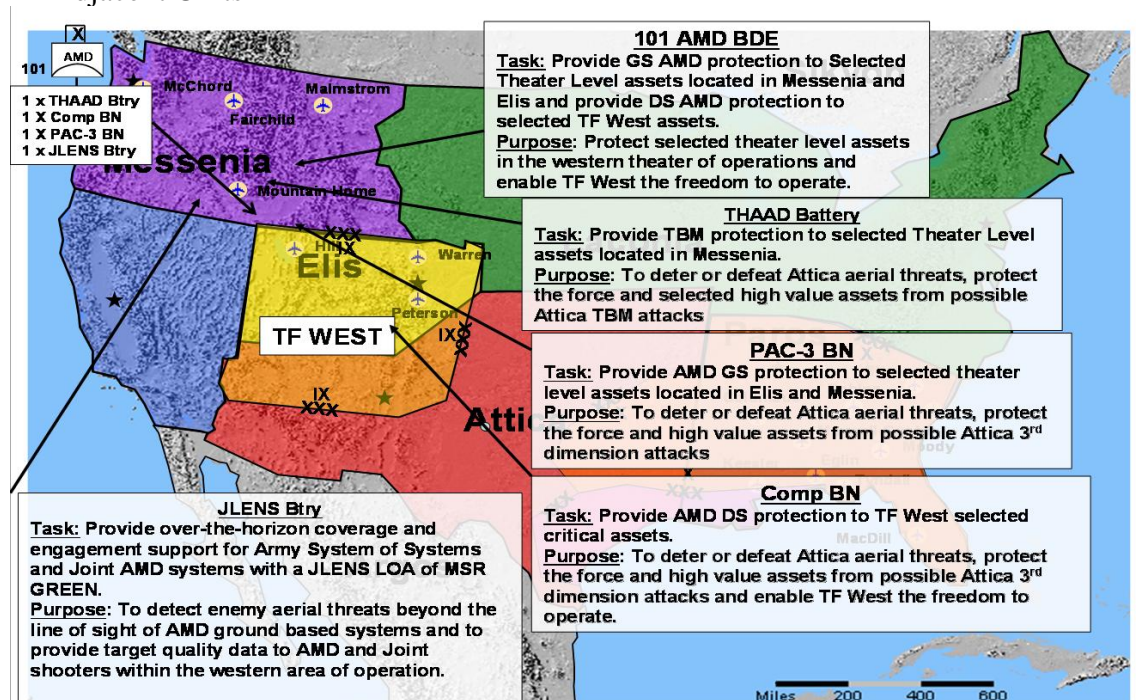 X
AMD
101
1 x THAAD Btry
1 X Comp BN
1 X PAC-3 BN
1 x JLENS Btry
McChord
Malmstrom
Fairchild
Messenia
Mountain Home
XXX
IX
Hill
Warren
Elis
Peterson
TF WEST
IX
XXX
IX
XXX
Attica
101 AMD BDE
Task: Provide GS AMD protection to Selected
Theater Level assets located in Messenia and
Elis and provide DS AMD protection to
selected TF West assets.
Purpose: Protect selected theater level assets
in the western theater of operations and
enable TF West the freedom to operate.
THAAD Battery
Task: Provide TBM protection to selected Theater Level
assets located in Messenia.
Purpose: To deter or defeat Attica aerial threats, protect
the force and selected high value assets from possible
Attica TBM attacks
PAC-3 BN
Task: Provide AMD GS protection to selected theater
level assets located in Elis and Messenia.
Purpose: To deter or defeat Attica aerial threats, protect
the force and high value assets from possible Attica 3rd
dimension attacks
Moody
Eglin
XX
XXX
Comp BN
Task: Provide AMD DS protection to TF West selected
critical assets.
MacDill
Purpose: To deter or defeat Attica aerial threats, protect
the force and high value assets from possible Attica 3rd
dimension attacks and enable TF West the freedom to
operate.
JLENS Btry
Task: Provide over-the-horizon coverage and
engagement support for Army System of Systems
and Joint AMD systems with a JLENS LOA of MSR
GREEN.
Purpose: To detect enemy aerial threats beyond the
line of sight of AMD ground based systems and to
provide target quality data to AMD and Joint
shooters within the western area of operation.
Miles 200 400 600